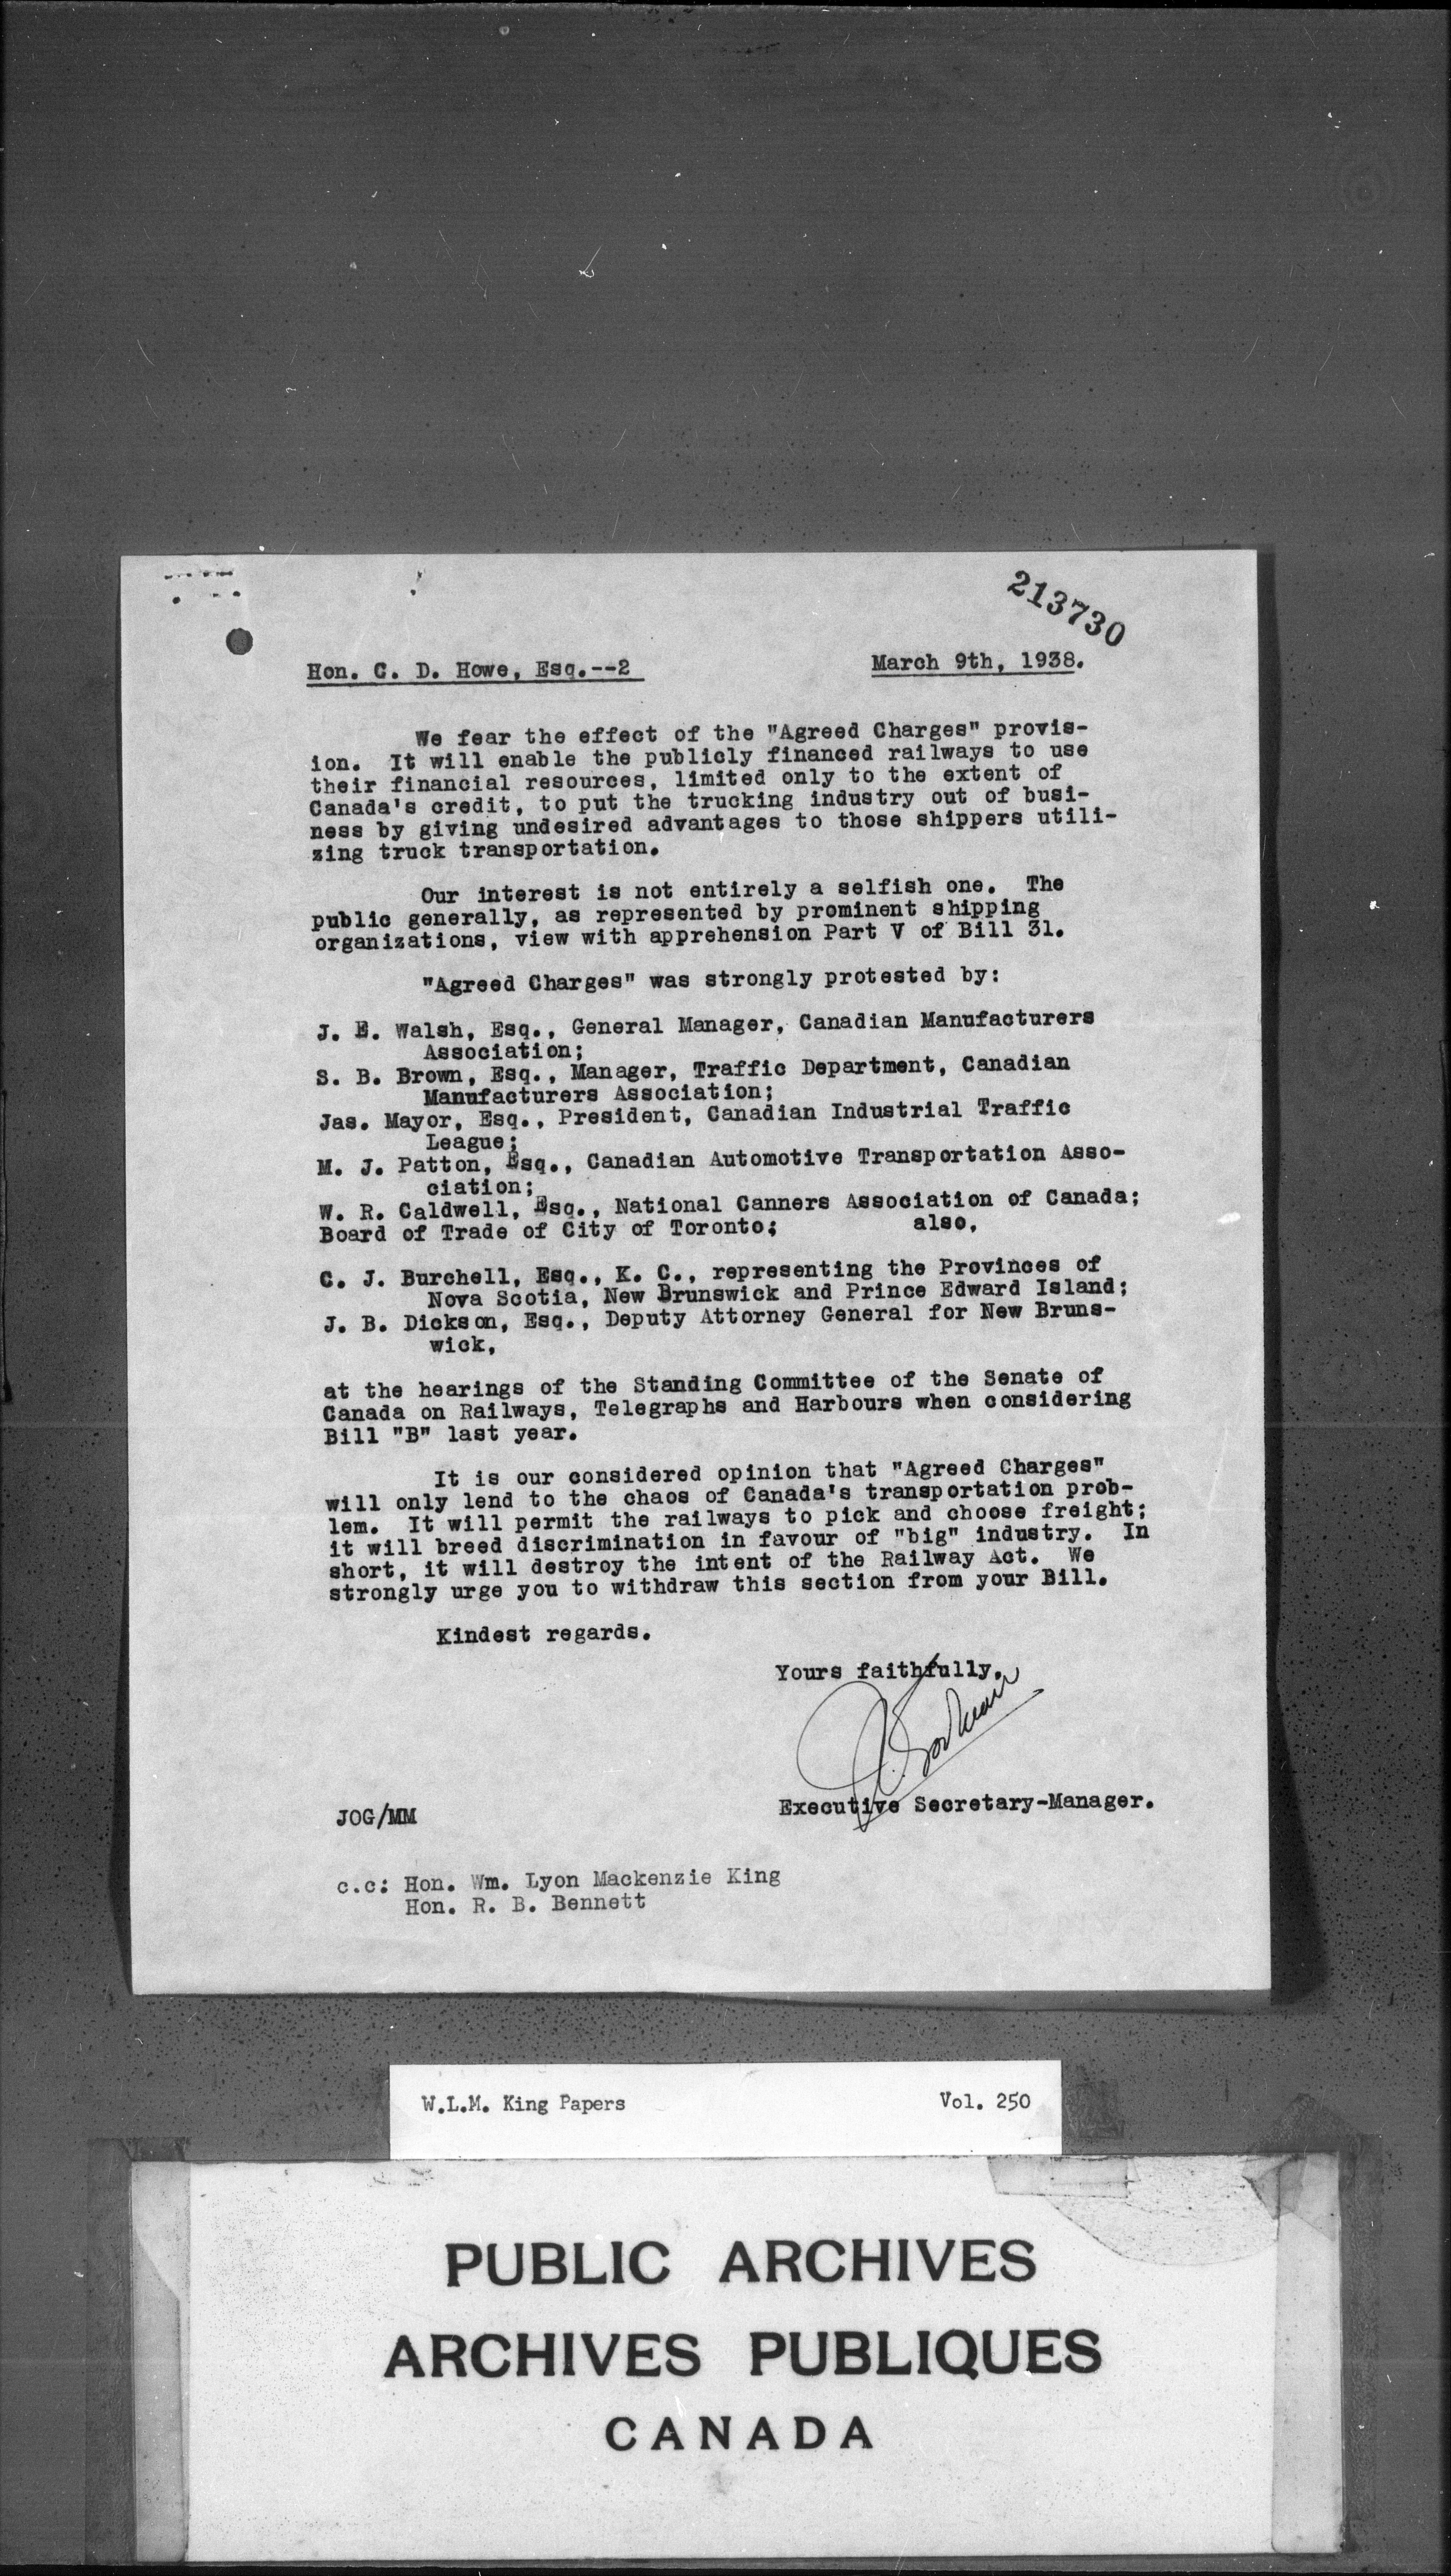 213730
Hon. C. D. Howe, Esq.--2 March 9th, 1938.
We fear the effect of the "Agreed Charges" provis-
ion. It will enable the publicly financed railways to use
their financial resources, limited only to the extent of
Canada's credit, to put the trucking industry out of busi-
ness by giving undesired advantages to those shippers utili-
zing truck transportation.
Our interest is not entirely a selfish one. The
public generally, as represented by prominent shipping
organizations, view with apprehension Part V of Bill 31.
"Agreed Charges" was strongly protested by:
J. E. Walsh, Esq., General Manager, Canadian Manufacturers
Association;
S. B. Brown, Esq., Manager, Traffic Department, Canadian
Manufacturers Association;
Jas. Mayor, Esq., President, Canadian Industrial Traffic
League;
M. J. Patton, Esq., Canadian Automotive Transportation Asso-
ciation;
W. R. Caldwell, Esq., National Canners Association of Canada;
Board of Trade of City of Toronto; also,
C. J. Burchell, Esq., K. C., representing the Provinces of
Nova Scotia, New Brunswick and Prince Edward Island;
J. B. Dickson, Esq., Deputy Attorney General for New Bruns-
wick,
at the hearings of the Standing Committee of the Senate of
Canada on Railways, Telegraphs and Harbours when considering
Bill "B" last year.
It is our considered opinion that "Agreed Charges"
will only lend to the chaos of Canada's transportation prob-
lem. It will permit the railways to pick and choose freight;
it will breed discrimination in favour of "big" industry. In
short, it will destroy the intent of the Railway Act. We
strongly urge you to withdraw this section from your Bill.
Kindest regards.
Yours faithfully,
Executive Secretary-Manager.
JOG/MM
c.c: Hon. Wm. Lyon Mackenzie King
Hon. R. B. Bennett
W.L.M. King Papers Vol. 250
PUBLIC ARCHIVES
ARCHIVES PUBLIQUES
CANADA